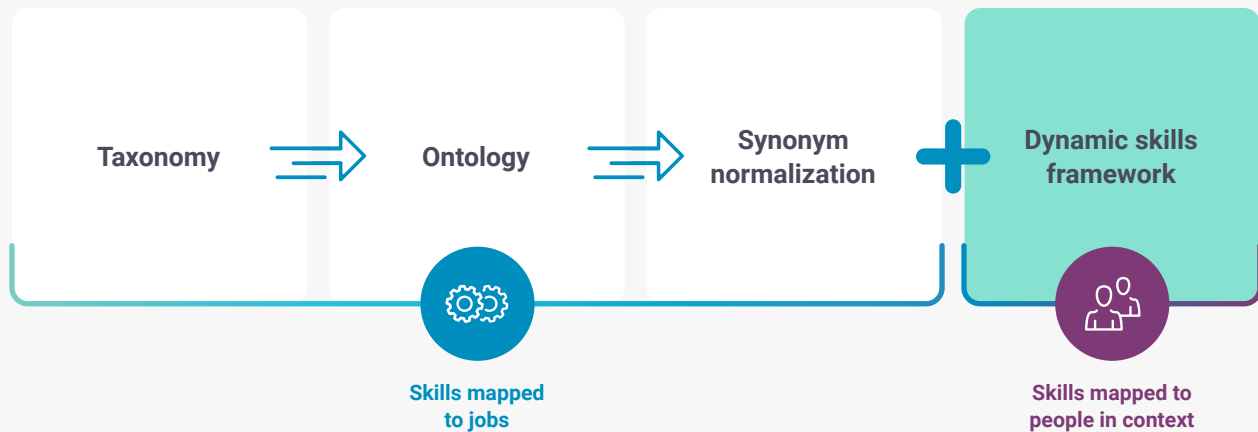 Taxonomy
Ontology
Synonym
normalization
Dynamic skills
framework
Skills mapped
to jobs
Skills mapped to
people in context